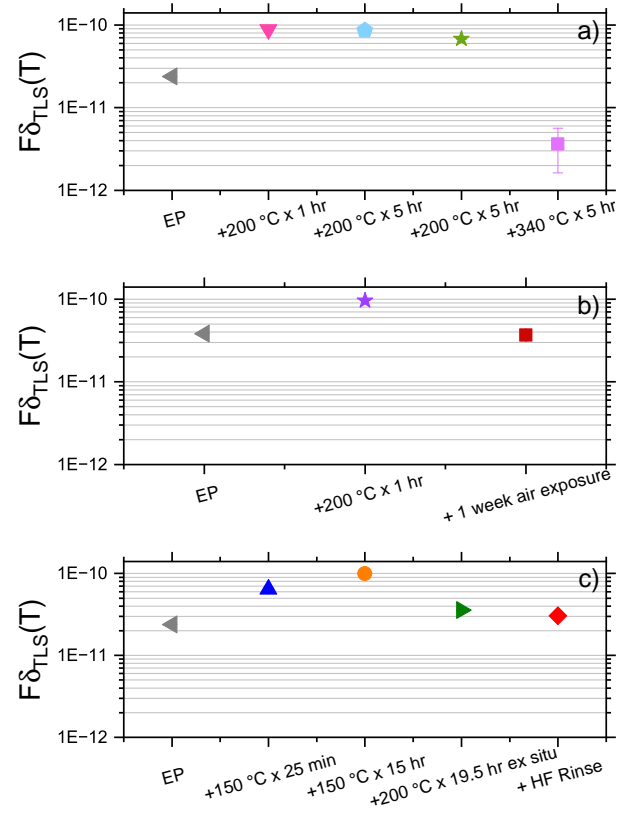 a)
FδTLS(T)
1E−10
1E−11
1E−12
EP
+200 °C x 1 hr
+200 °C x 5 hr
+200 °C x 5 hr
+340 °C x 5 hr
b)
FδTLS(T)
1E−10
1E−11
1E−12
EP
+200 °C x 1 hr
+ 1 week air exposure
c)
FδTLS(T)
1E−10
1E−11
1E−12
EP
+150 °C x 25 min
+150 °C x 15 hr
+200 °C x 19.5 hr ex situ
+ HF Rinse